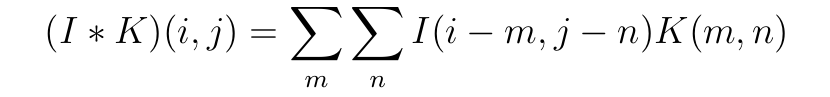 (I ∗ K)(i, j) = ∑_m ∑_n I(i − m, j − n)K(m, n)